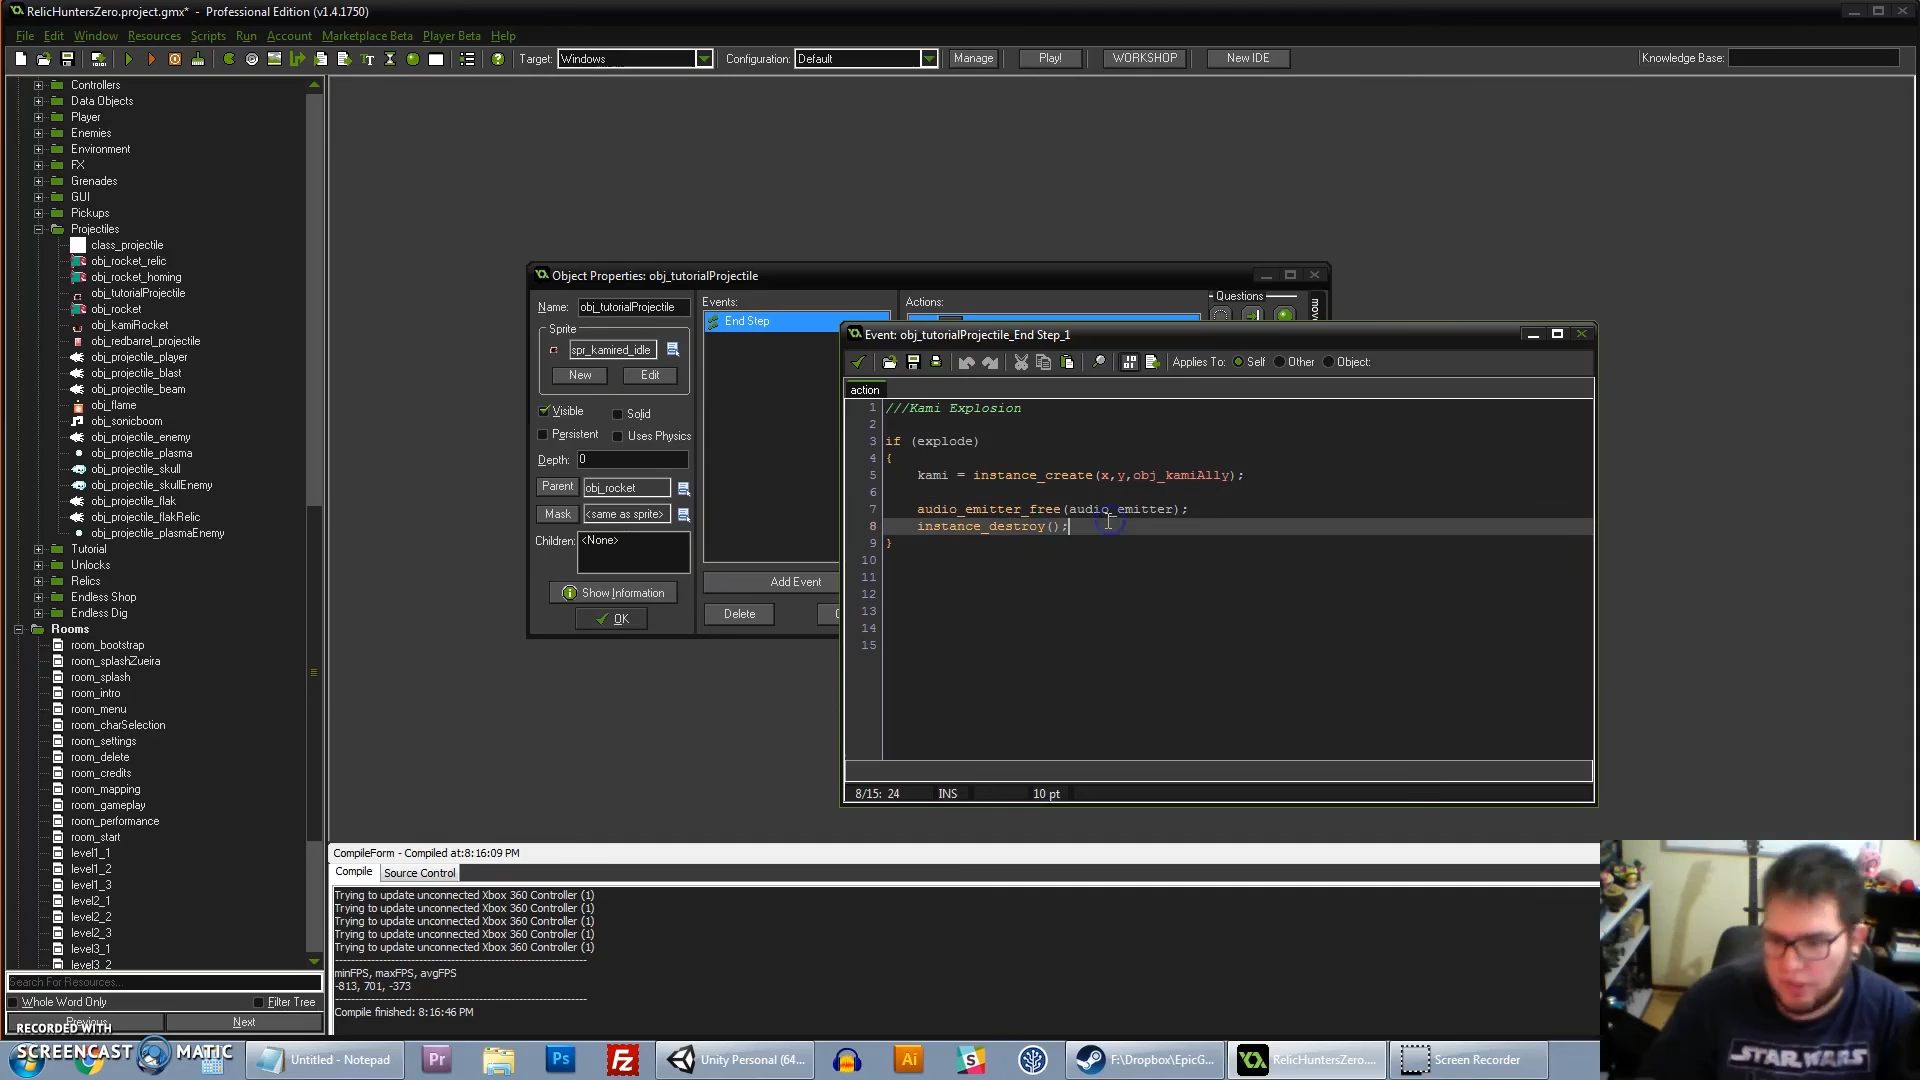 RelicHuntersZero.project.gmx* - Professional Edition (v1.4.1750)
File Edit Window Resources Scripts Run Account Marketplace Beta Player Beta Help
Target: Windows Configuration: Default Manage Play! WORKSHOP New IDE Knowledge Base:
Controllers
Data Objects
Player
Enemies
Environment
FX
Grenades
GUI
Pickups
Projectiles
class_projectile
obj_rocket_relic
obj_rocket_homing
obj_tutorialProjectile
obj_rocket
obj_kamiRocket
obj_redbarrel_projectile
obj_projectile_player
obj_projectile_blast
obj_projectile_beam
obj_flame
obj_sonicboom
obj_projectile_enemy
obj_projectile_plasma
obj_projectile_skull
obj_projectile_skullEnemy
obj_projectile_flak
obj_projectile_flakRelic
obj_projectile_plasmaEnemy
Tutorial
Unlocks
Relics
Endless Shop
Endless Dig
Rooms
room_bootstrap
room_splashZueira
room_splash
room_intro
room_menu
room_charSelection
room_settings
room_delete
room_credits
room_mapping
room_gameplay
room_performance
room_start
level1_1
level1_2
level1_3
level2_1
level2_2
level2_3
level3_1
level3_2
Search For Resources...
Whole Word Only Filter Tree
Previous Next
Object Properties: obj_tutorialProjectile
Name: obj_tutorialProjectile
Sprite
spr_kamired_idle
New Edit
Visible Solid
Persistent Uses Physics
Depth: 0
Parent obj_rocket
Mask <same as sprite>
Children: <None>
Show Information
OK
Events:
End Step
Add Event
Delete
Actions:
Questions
move
Event: obj_tutorialProjectile_End Step_1
Applies To: Self Other Object:
action
1 ///Kami Explosion
2
3 if (explode)
4 {
5 kami = instance_create(x,y,obj_kamiAlly);
6
7 audio_emitter_free(audio_emitter);
8 instance_destroy();
9 }
10
11
12
13
14
15
8/15: 24 INS 10 pt
CompileForm - Compiled at:8:16:09 PM
Compile Source Control
Trying to update unconnected Xbox 360 Controller (1)
Trying to update unconnected Xbox 360 Controller (1)
Trying to update unconnected Xbox 360 Controller (1)
Trying to update unconnected Xbox 360 Controller (1)
Trying to update unconnected Xbox 360 Controller (1)
minFPS, maxFPS, avgFPS
-813, 701, -373
Compile finished: 8:16:46 PM
RECORDED WITH
SCREENCAST MATIC
Untitled - Notepad Pr Ps Fz Unity Personal (64... Ai S F:\Dropbox\EpicG... RelicHuntersZero.... Screen Recorder
STAR WARS